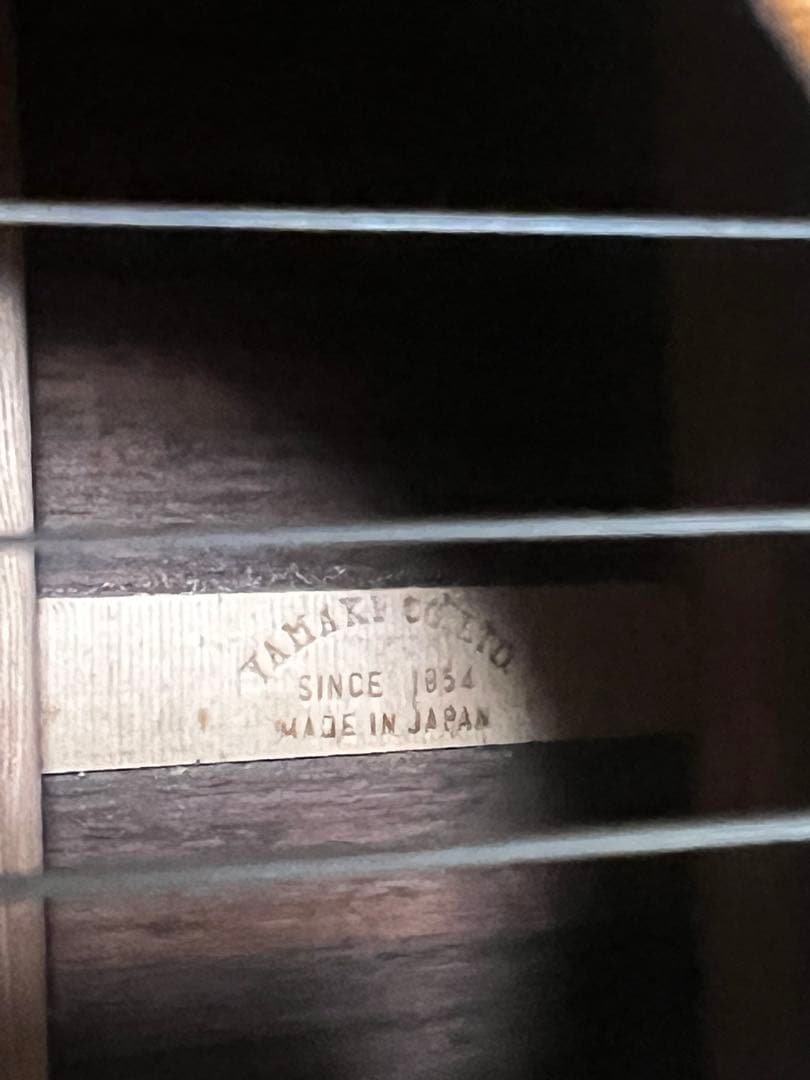 YAMAKI CO. LTD.
SINCE 1954
MADE IN JAPAN